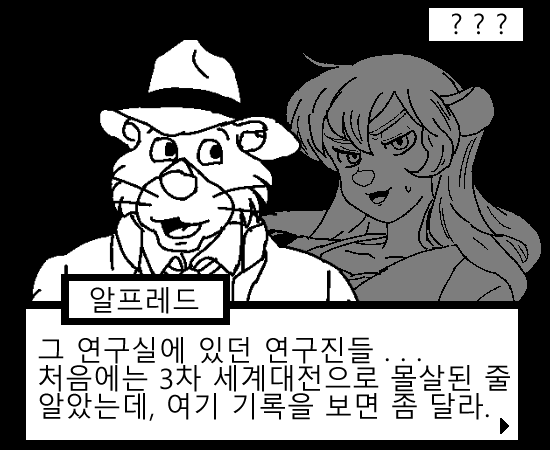 ? ? ?
알프레드
그 연구실에 있던 연구진들 . . .
처음에는 3차 세계대전으로 몰살된 줄
알았는데, 여기 기록을 보면 좀 달라.